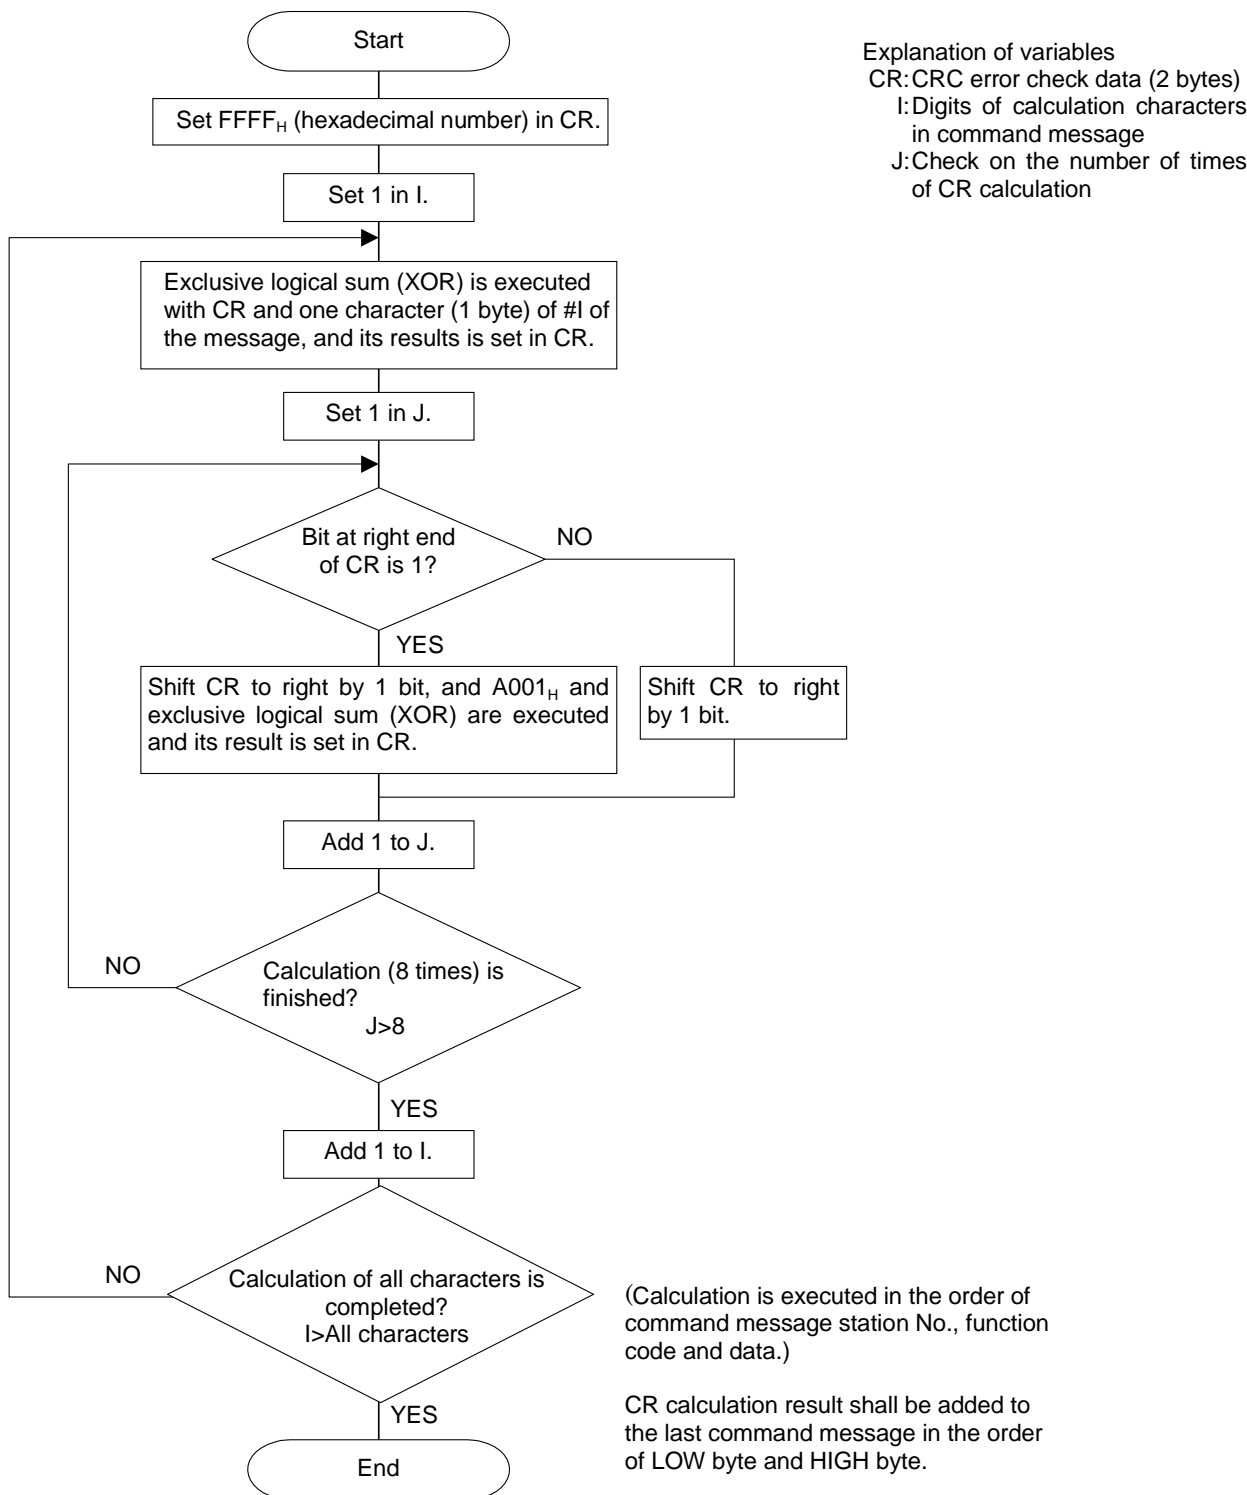 Start
Explanation of variables
CR:CRC error check data (2 bytes)
I:Digits of calculation characters
in command message
J:Check on the number of times
of CR calculation
Set FFFFH (hexadecimal number) in CR.
Set 1 in I.
Exclusive logical sum (XOR) is executed
with CR and one character (1 byte) of #I of
the message, and its results is set in CR.
Set 1 in J.
Bit at right end
of CR is 1?
NO
YES
Shift CR to right by 1 bit, and A001H and
exclusive logical sum (XOR) are executed
and its result is set in CR.
Shift CR to right
by 1 bit.
Add 1 to J.
NO
Calculation (8 times) is
finished?
J>8
YES
Add 1 to I.
NO
Calculation of all characters is
completed?
I>All characters
YES
End
(Calculation is executed in the order of
command message station No., function
code and data.)
CR calculation result shall be added to
the last command message in the order
of LOW byte and HIGH byte.